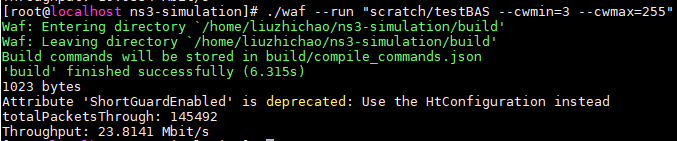 [root@localhost ns3-simulation]# ./waf --run "scratch/testBAS --cwmin=3 --cwmax=255"
Waf: Entering directory `/home/liuzhichao/ns3-simulation/build'
Waf: Leaving directory `/home/liuzhichao/ns3-simulation/build'
Build commands will be stored in build/compile_commands.json
'build' finished successfully (6.315s)
1023 bytes
Attribute 'ShortGuardEnabled' is deprecated: Use the HtConfiguration instead
totalPacketsThrough: 145492
Throughput: 23.8141 Mbit/s